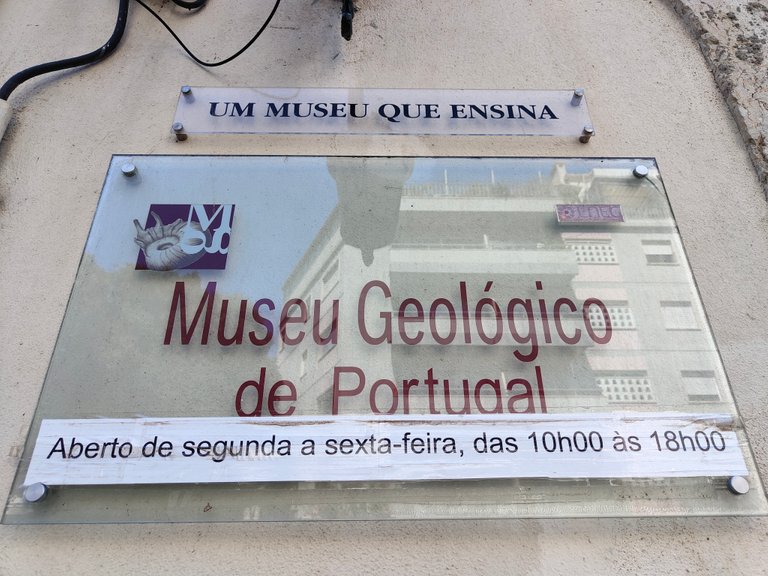 UM MUSEU QUE ENSINA
Museu Geológico
de Portugal
Aberto de segunda a sexta-feira, das 10h00 às 18h00